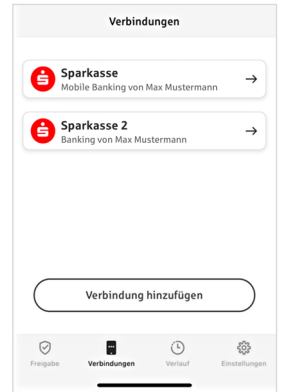 Verbindungen
Sparkasse
Mobile Banking von Max Mustermann
Sparkasse 2
Banking von Max Mustermann
Verbindung hinzufügen
Freigabe Verbindungen Verlauf Einstellungen